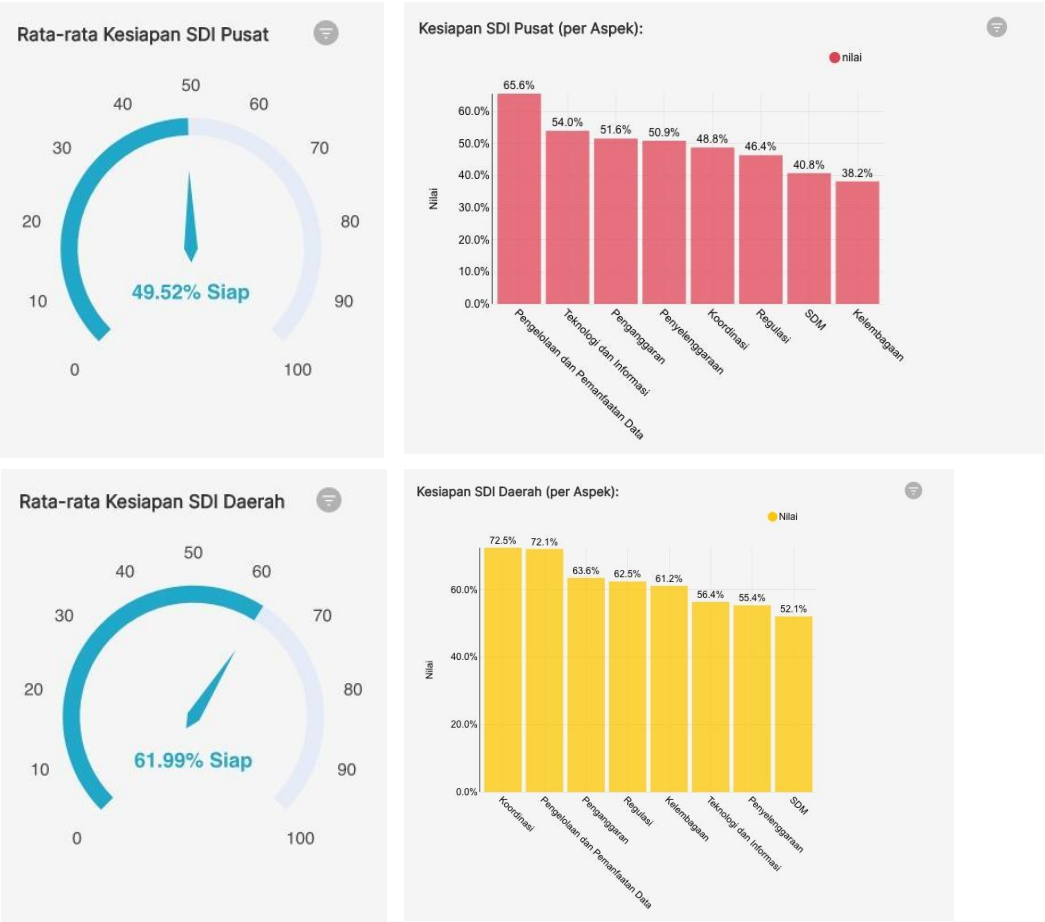 Rata-rata Kesiapan SDI Pusat
50
40
60
30
70
20
80
10
90
0
100
49.52% Siap
Kesiapan SDI Pusat (per Aspek):
nilai
Nilai
60.0%
50.0%
40.0%
30.0%
20.0%
10.0%
0.0%
65.6%
54.0%
51.6%
50.9%
48.8%
46.4%
40.8%
38.2%
Pengelolaan dan Pemanfaatan Data
Teknologi dan Informasi
Penganggaran
Penyelenggaraan
Koordinasi
Regulasi
SDM
Kelembagaan
Rata-rata Kesiapan SDI Daerah
50
40
60
30
70
20
80
10
90
0
100
61.99% Siap
Kesiapan SDI Daerah (per Aspek):
Nilai
Nilai
60.0%
40.0%
20.0%
0.0%
72.5%
72.1%
63.6%
62.5%
61.2%
56.4%
55.4%
52.1%
Koordinasi
Pengelolaan dan Pemanfaatan Data
Penganggaran
Regulasi
Kelembagaan
Teknologi dan Informasi
Penyelenggaraan
SDM